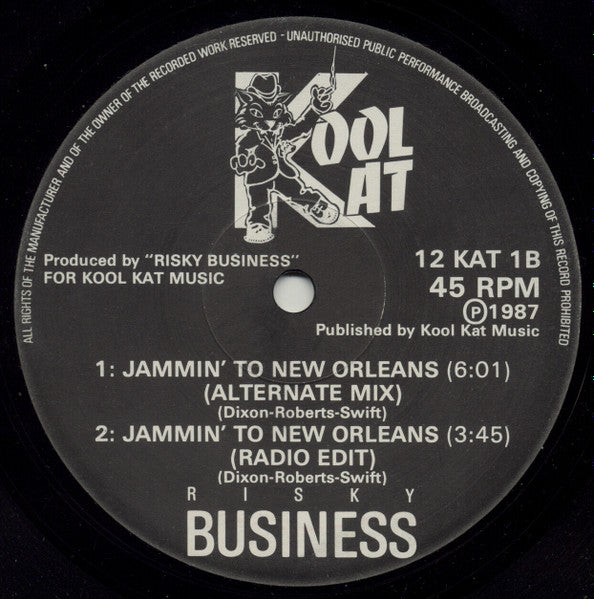 ALL RIGHTS OF THE MANUFACTURER AND OF THE OWNER OF THE RECORDED WORK RESERVED - UNAUTHORISED PUBLIC PERFORMANCE BROADCASTING AND COPYING OF THIS RECORD PROHIBITED
KOOL
KAT
Produced by "RISKY BUSINESS"
FOR KOOL KAT MUSIC
12 KAT 1B
45 RPM
℗1987
Published by Kool Kat Music
1: JAMMIN' TO NEW ORLEANS (6:01)
(ALTERNATE MIX)
(Dixon-Roberts-Swift)
2: JAMMIN' TO NEW ORLEANS (3:45)
(RADIO EDIT)
(Dixon-Roberts-Swift)
RISKY
BUSINESS